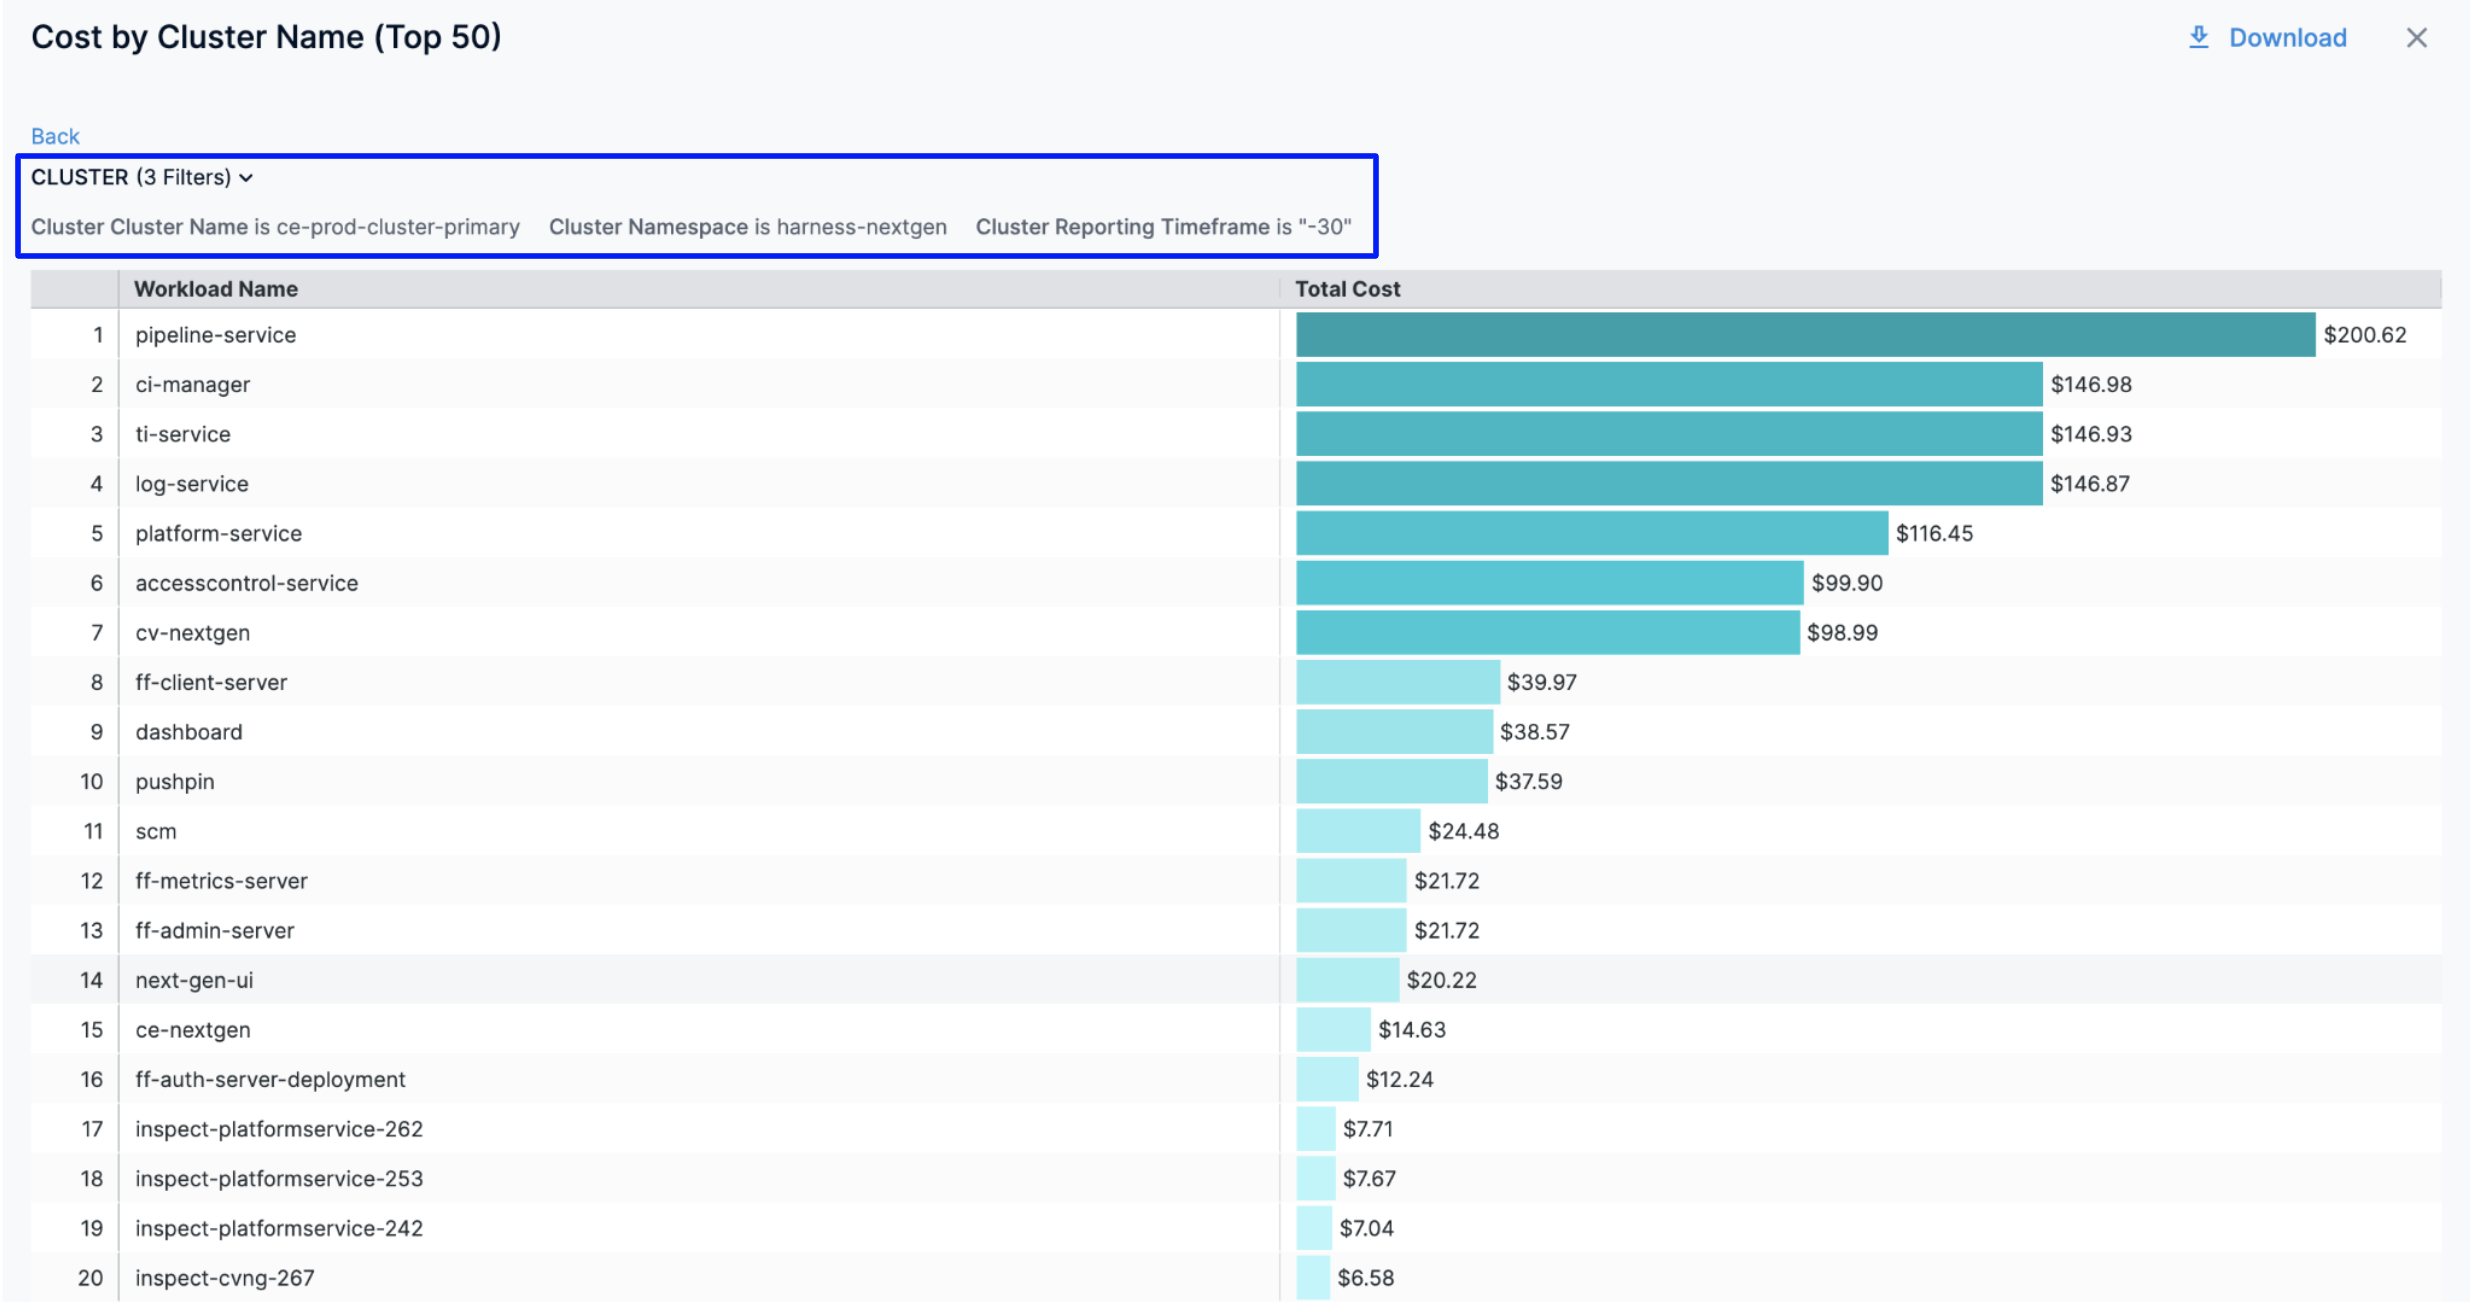 Cost by Cluster Name (Top 50)
Download
Back
CLUSTER (3 Filters)
Cluster Cluster Name is ce-prod-cluster-primary Cluster Namespace is harness-nextgen Cluster Reporting Timeframe is "-30"
Workload Name Total Cost
1 pipeline-service $200.62
2 ci-manager $146.98
3 ti-service $146.93
4 log-service $146.87
5 platform-service $116.45
6 accesscontrol-service $99.90
7 cv-nextgen $98.99
8 ff-client-server $39.97
9 dashboard $38.57
10 pushpin $37.59
11 scm $24.48
12 ff-metrics-server $21.72
13 ff-admin-server $21.72
14 next-gen-ui $20.22
15 ce-nextgen $14.63
16 ff-auth-server-deployment $12.24
17 inspect-platformservice-262 $7.71
18 inspect-platformservice-253 $7.67
19 inspect-platformservice-242 $7.04
20 inspect-cvng-267 $6.58